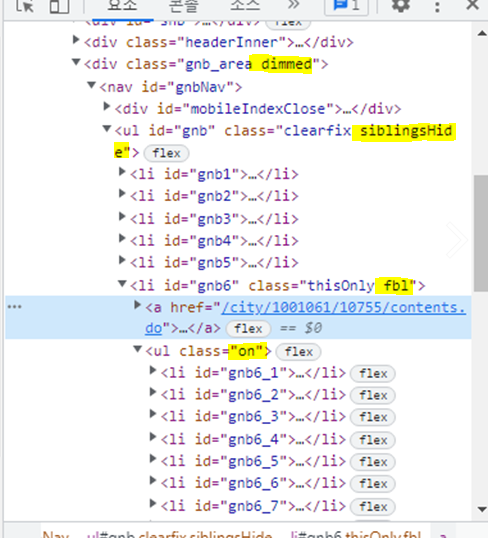 요소 콘솔 소스 » 1
<div id="gnb"
flex
<div class="headerInner">…</div>
<div class="gnb_area dimmed">
<nav id="gnbNav">
<div id="mobileIndexClose">…</div>
<ul id="gnb" class="clearfix siblingsHid
e"> flex
<li id="gnb1">…</li>
<li id="gnb2">…</li>
<li id="gnb3">…</li>
<li id="gnb4">…</li>
<li id="gnb5">…</li>
<li id="gnb6" class="thisOnly fbl">
… <a href="/city/1001061/10755/contents.
do">…</a> flex == $0
<ul class="on"> flex
<li id="gnb6_1">…</li> flex
<li id="gnb6_2">…</li> flex
<li id="gnb6_3">…</li> flex
<li id="gnb6_4">…</li> flex
<li id="gnb6_5">…</li> flex
<li id="gnb6_6">…</li> flex
<li id="gnb6_7">…</li> flex
Nav ul#gnb.clearfix.siblingsHide li#gnb6.thisOnly.fbl a